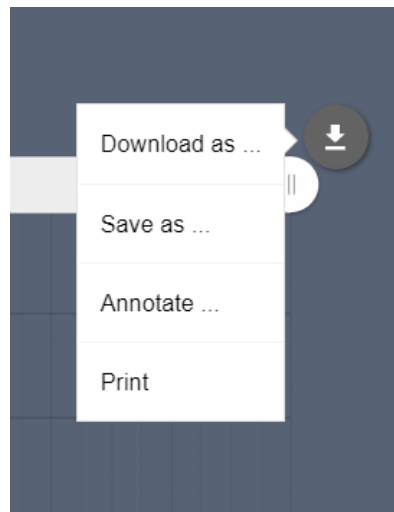 Download as ...
Save as ...
Annotate ...
Print